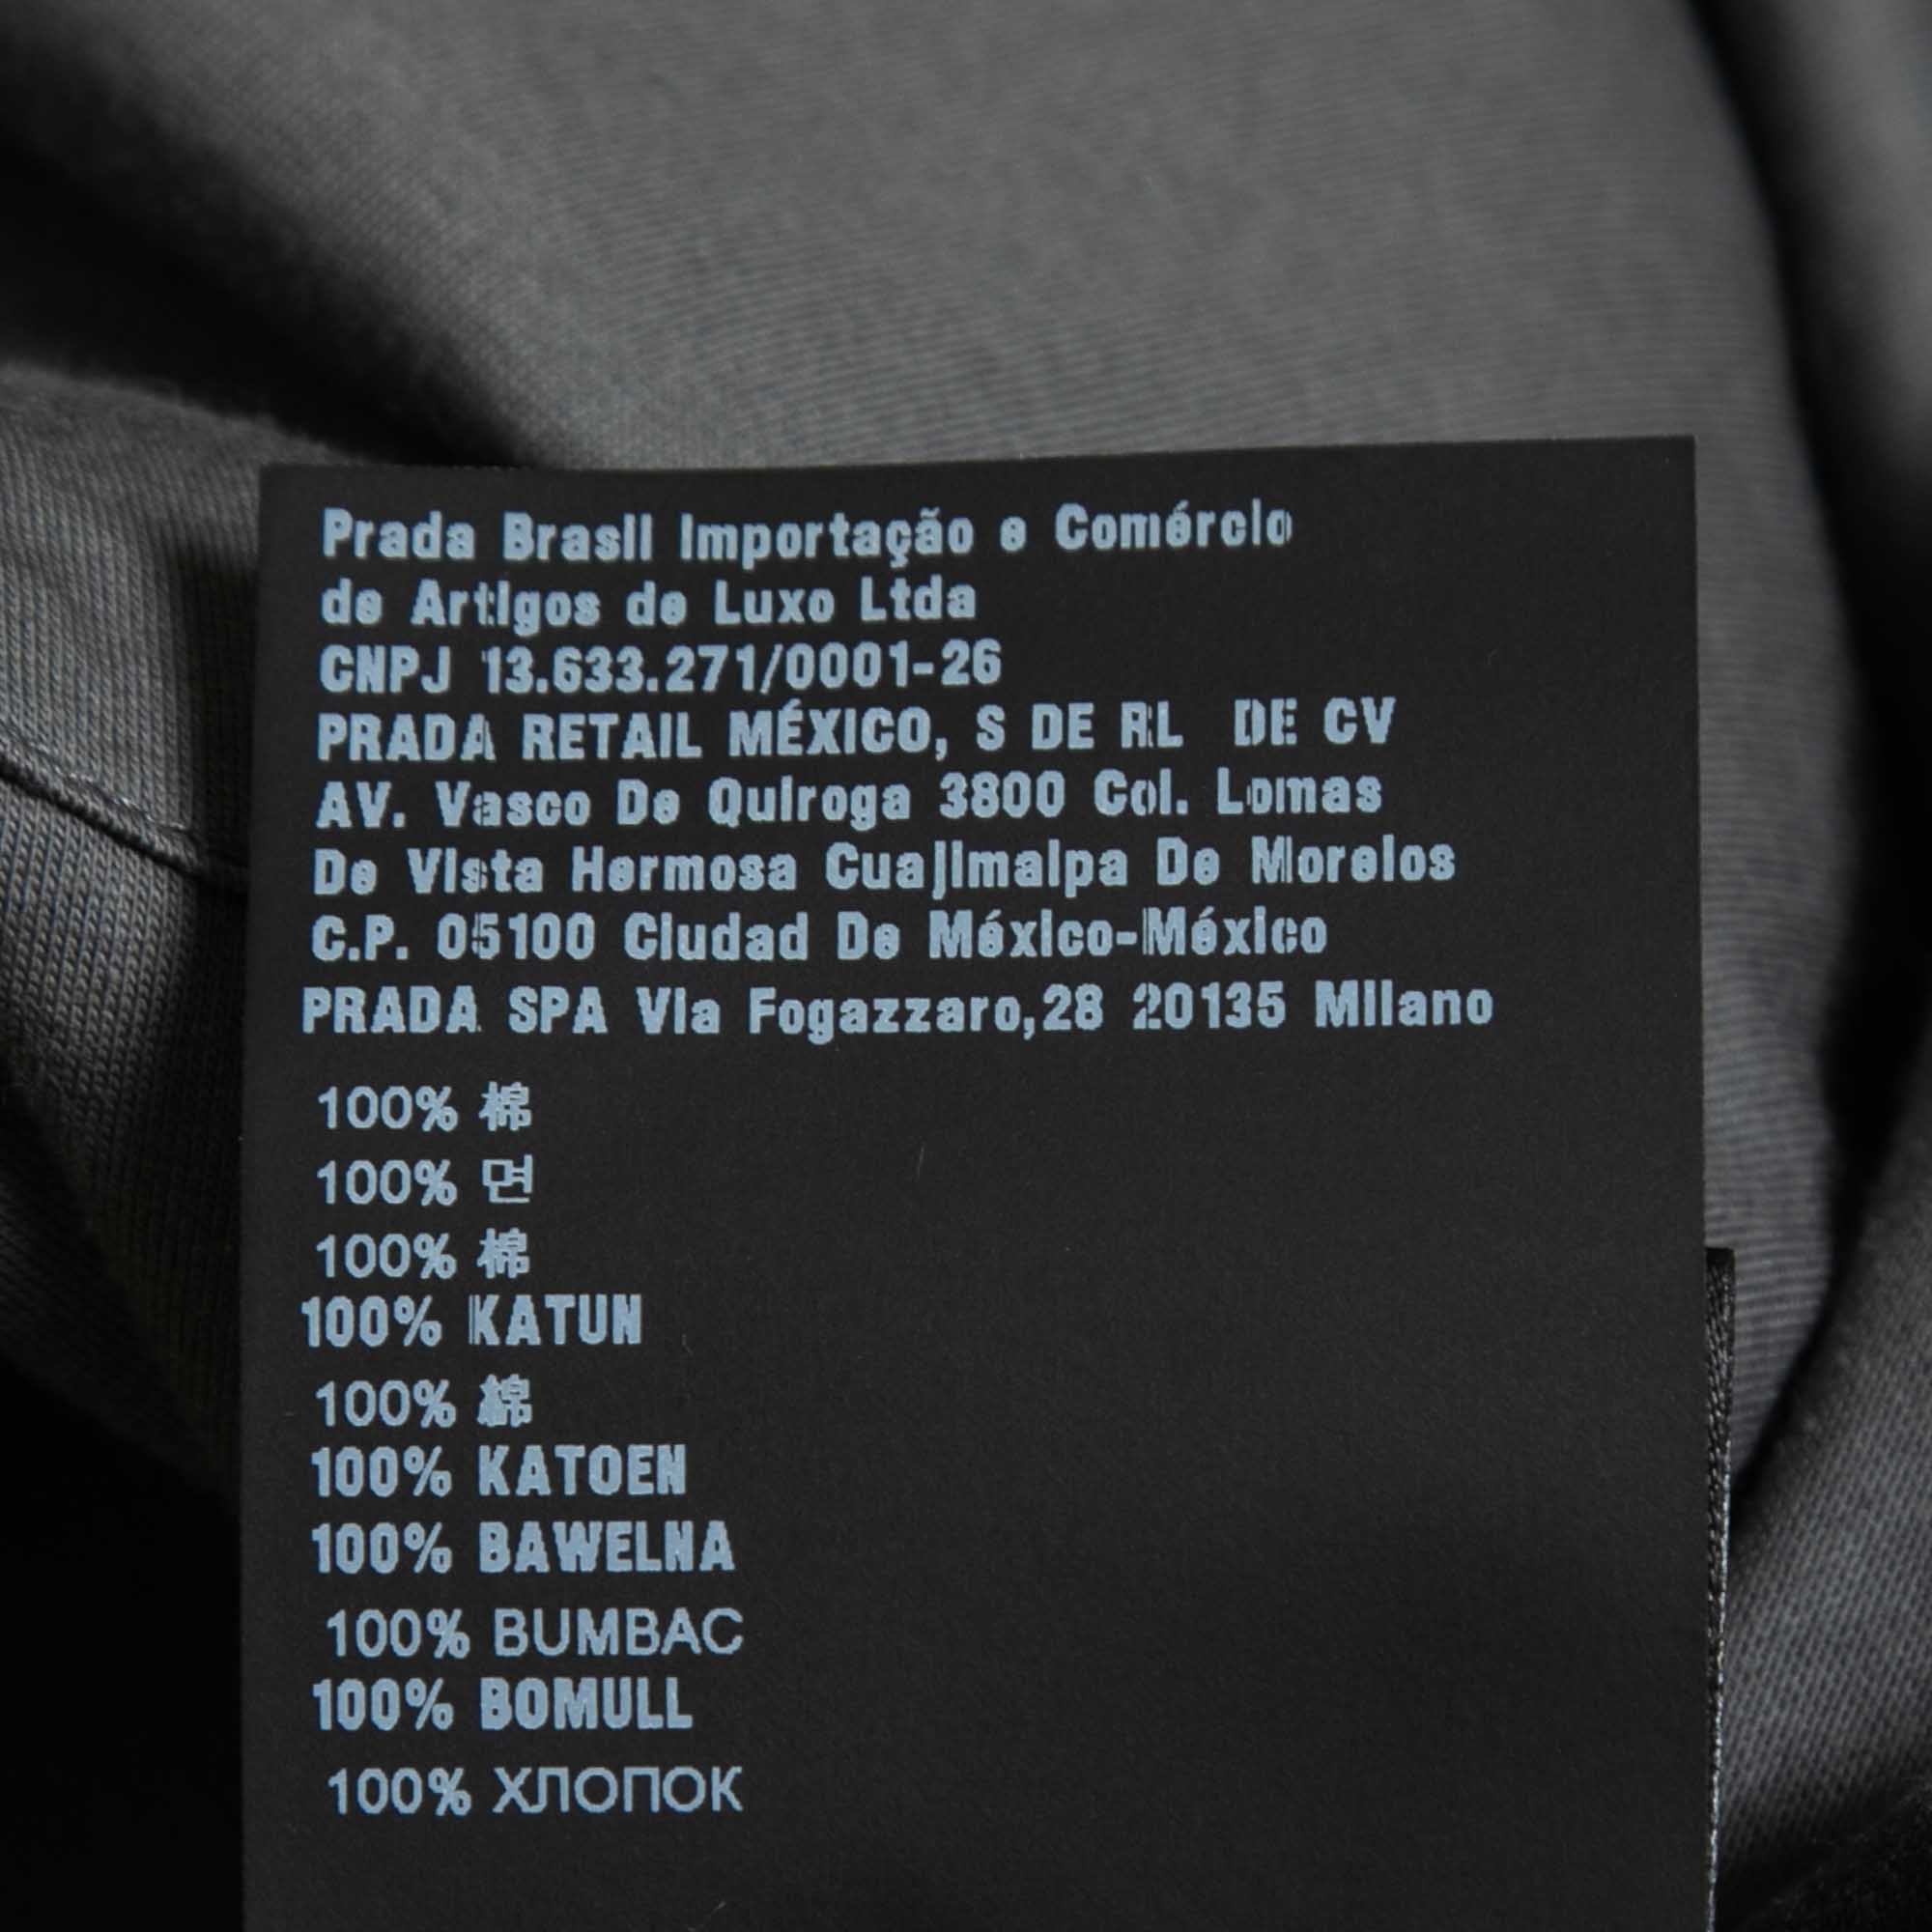 Prada Brasil Importação e Comércio
de Artigos de Luxo Ltda
CNPJ 13.633.271/0001-26
PRADA RETAIL MÉXICO, S DE RL DE CV
AV. Vasco De Quiroga 3800 Col. Lomas
De Vista Hermosa Cuajimalpa De Morelos
C.P. 05100 Ciudad De México-México
PRADA SPA Via Fogazzaro,28 20135 Milano
100% 棉
100% 면
100% 棉
100% KATUN
100% 綿
100% KATOEN
100% BAWELNA
100% BUMBAC
100% BOMULL
100% ХЛОПОК